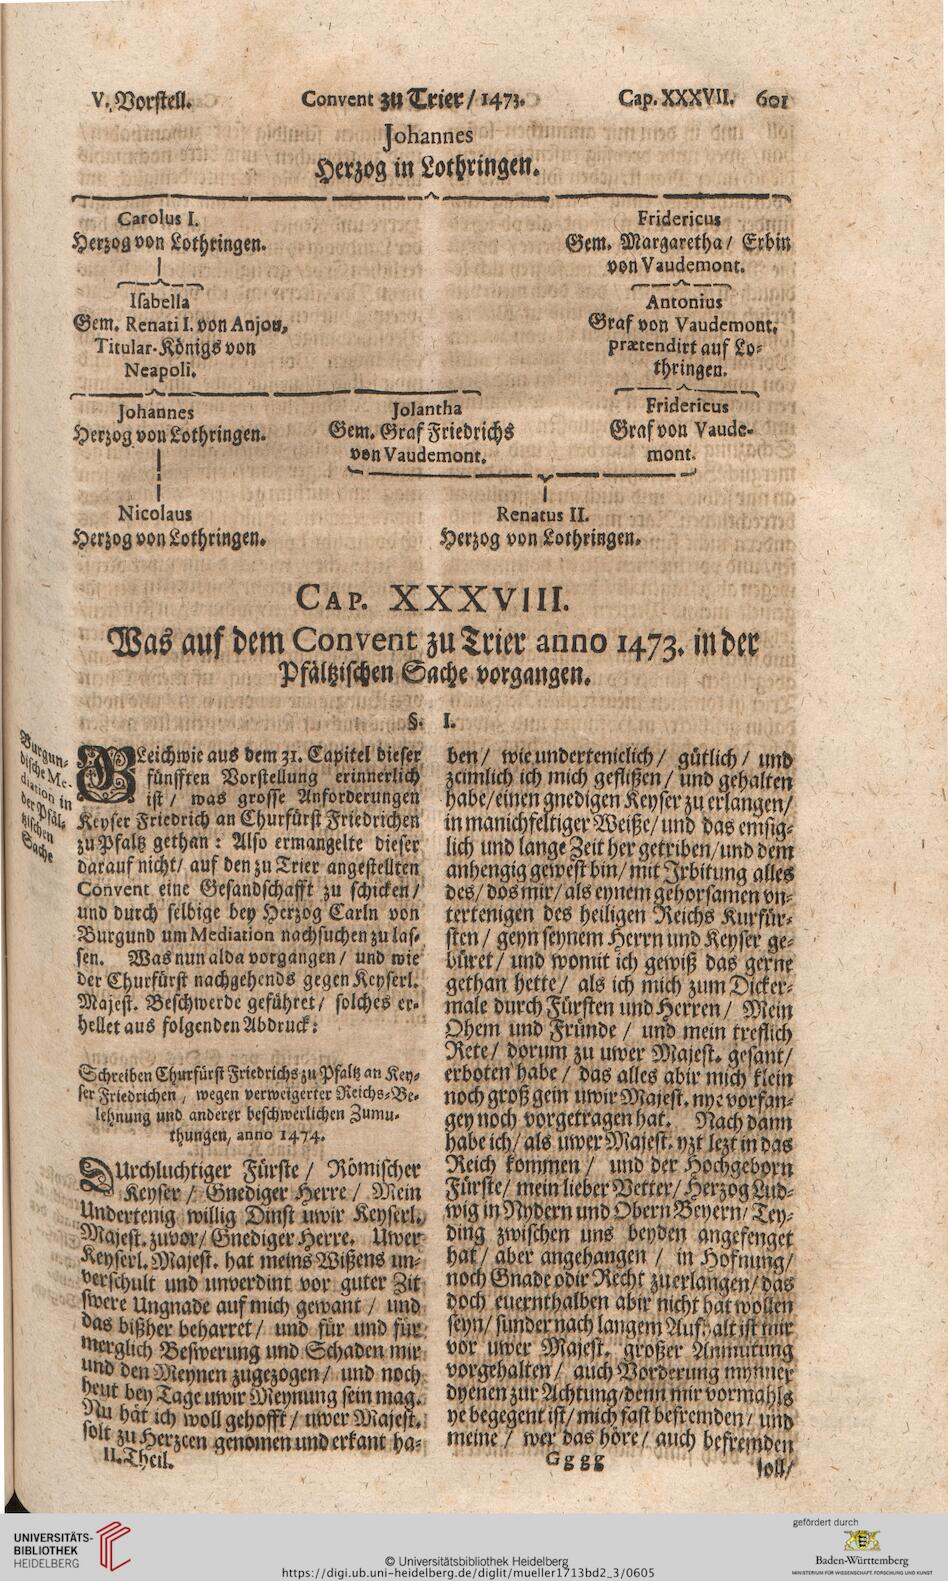 V. Vorstell. Convent zu Trier / 1473. Cap. XXXVII. 601
Johannes
Herzog in Lothringen.
Carolus I.
Herzog von Lothringen.
Fridericus
Gem. Margaretha / Erbin
von Vaudemont.
Isabella
Gem. Renati I. von Anjou,
Titular-Königs von
Neapoli.
Antonius
Graf von Vaudemont.
prætendirt auf Lo-
thringen.
Johannes
Herzog von Lothringen.
Jolantha
Gem. Graf Friedrichs
von Vaudemont.
Fridericus
Graf von Vaude-
mont.
Nicolaus
Herzog von Lothringen.
Renatus II.
Herzog von Lothringen.
CAP. XXXVIII.
Was auf dem Convent zu Trier anno 1473. in der
Pfältzischen Sache vorgangen.
§. I.
Burgun-
dische Me-
diation in
der Pfäl-
tzischen
Sache
Gleichwie aus dem 31. Capitel dieser
fünfften Vorstellung erinnerlich
ist / was grosse Anforderungen
Keyser Friedrich an Churfürst Friedrichen
zu Pfaltz gethan : Also ermangelte dieser
darauf nicht / auf den zu Trier angestellten
Convent eine Gesandschafft zu schicken /
und durch selbige bey Herzog Carln von
Burgund um Mediation nachsuchen zu las-
sen. Was nun alda vorgangen / und wie
der Churfürst nachgehends gegen Keyserl.
Majest. Beschwerde geführet / solches er-
hellet aus folgenden Abdruck:
Schreiben Churfürst Friedrichs zu Pfaltz an Key-
ser Friedrichen, wegen verweigerter Reichs-Be-
lehnung und anderer beschwerlichen Zumu-
thungen, anno 1474.
Durchluchtiger Fürste / Römischer
Keyser / Gnediger Herre / Mein
Undertenig willig Dinst uwir Keyserl.
Majest. zuvor / Gnediger Herre. Uwer
Keyserl. Majest. hat meins Wißens un-
verschult und unverdint vor guter Zit
swere Ungnade auf mich gewant / und
das bißher beharret / und für und für
merglich Beswerung und Schaden mir
und den Meynen zugezogen / und noch
heut bey Tage uwir Meynung sein mag.
Nu hät ich woll gehofft / uwer Majest.
solt zu Herzcen genomen und erkant ha-
II. Theil.
ben / wie underteniclich / gütlich / und
zcimlich ich mich geflißen / und gehalten
habe / einen gnedigen Keyser zu erlangen /
in manichfeltiger Weiße / und das emsig-
lich und lange Zeit her getriben / und dem
anhengig gewest bin / mit Irbitung alles
des / dos mir / als eynem gehorsamen vn-
tertenigen des heiligen Reichs Kurfür-
sten / geyn seynem Herrn und Keyser ge-
büret / und womit ich gewiß das gerne
gethan hette / als ich mich zum Dicker-
male durch Fürsten und Herren / Mein
Ohem und Fründe / und mein treflich
Rete / dorum zu uwer Majest. gesant /
erboten habe / das alles abir mich klein
noch groß gein uwir Majest. nye vorfan-
gey noch vorgetragen hat. Nach dann
habe ich / als uwer Majest. yzt lezt in das
Reich kommen / und der Hochgeborn
Fürste / mein lieber Vetter / Herzog Lud-
wig in Nydern und Obern Beyern / Tey-
ding zwischen uns beyden angefenget
hat / aber angehangen / in Hofnung /
noch Gnade odir Recht zu erlangen / das
doch euernthalben abir nicht hat wollen
seyn / sunder nach langem Aufhalt ist mir
vor uwer Majest. großer Anmutung
vorgehalten / auch Vorderung mynner
dyenen zur Achtung / denn mir vormahls
ye begegent ist / mich fast befremden / und
meine / wer das höre / auch befremden
Gggg soll/
UNIVERSITÄTS-
BIBLIOTHEK
HEIDELBERG
© Universitätsbibliothek Heidelberg
https://digi.ub.uni-heidelberg.de/diglit/mueller1713bd2_3/0605
gefördert durch
Baden-Württemberg
MINISTERIUM FÜR WISSENSCHAFT, FORSCHUNG UND KUNST